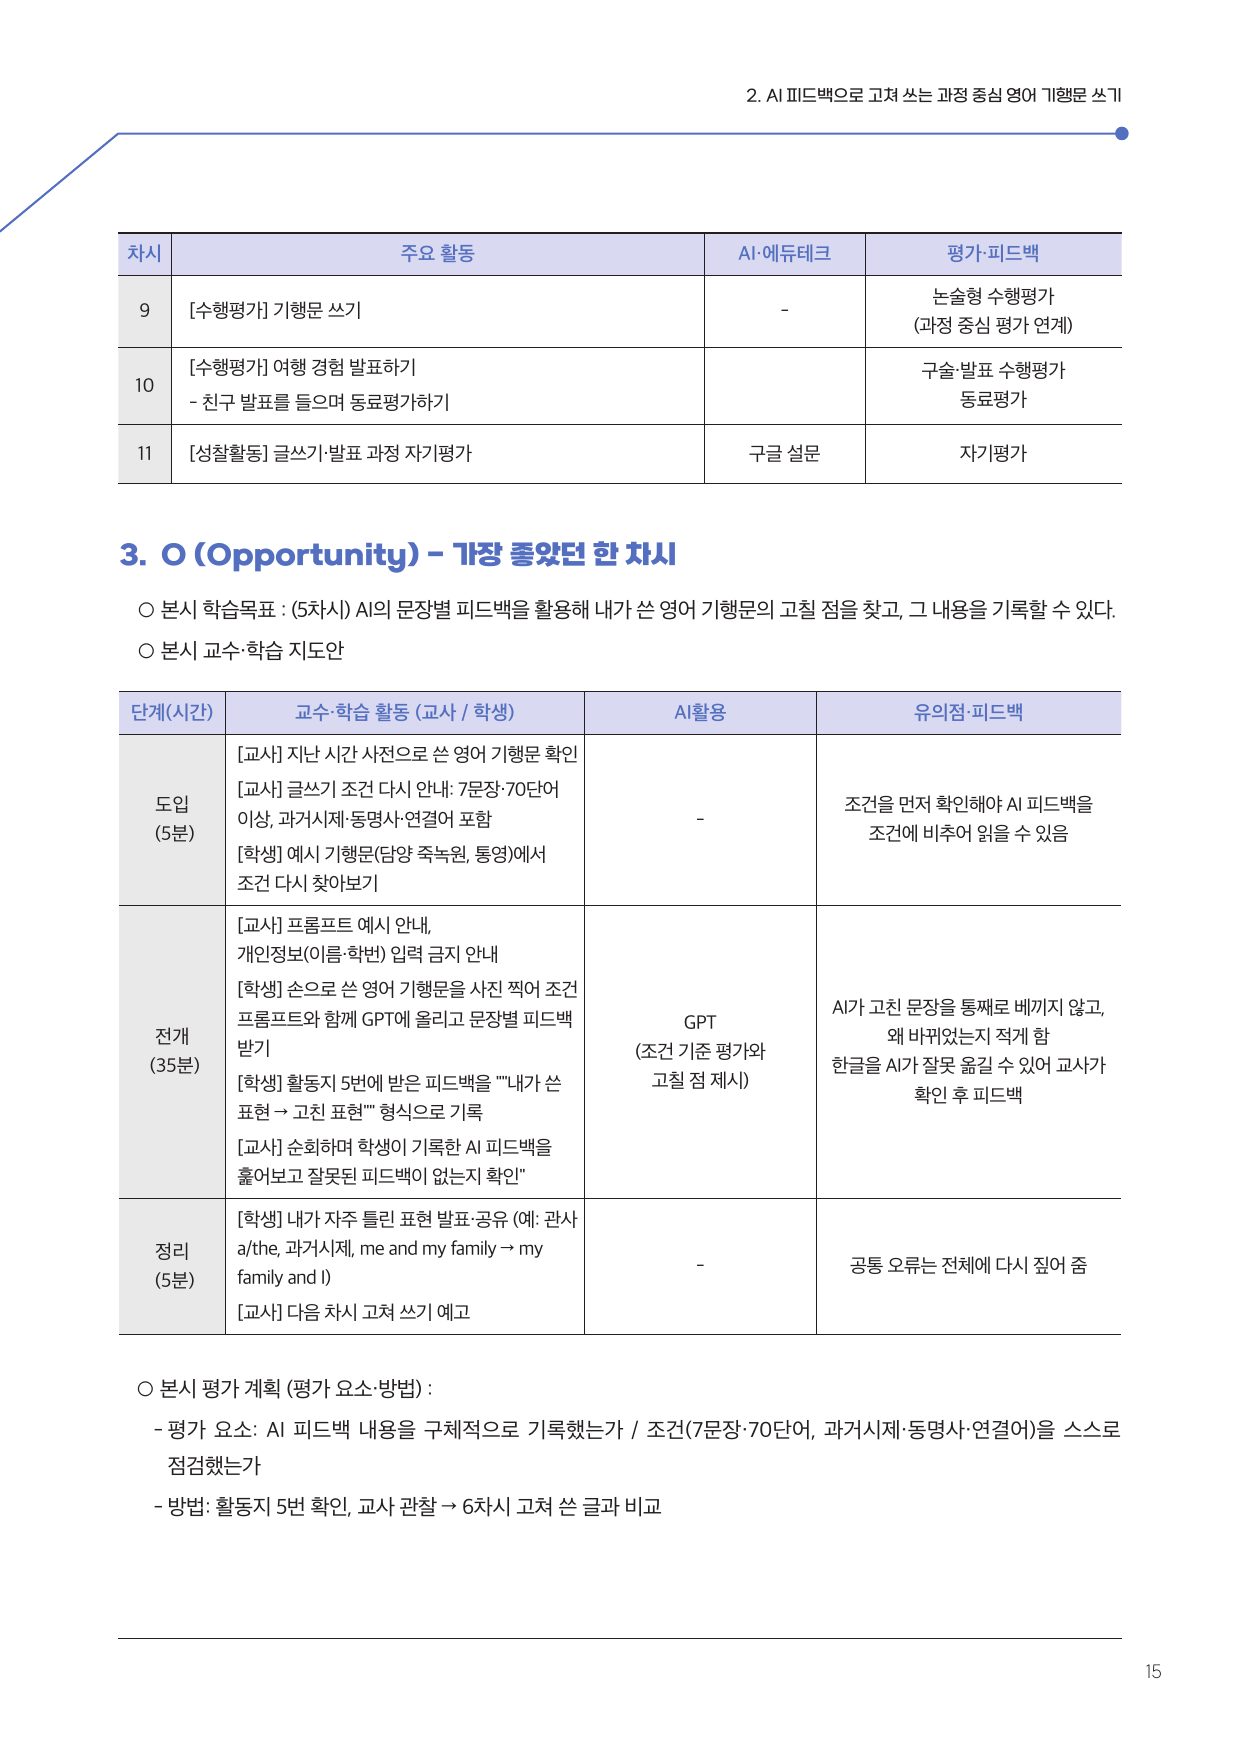 2. AI 피드백으로 고쳐 쓰는 과정 중심 영어 기행문 쓰기
차시 주요 활동 AI·에듀테크 평가·피드백
9 [수행평가] 기행문 쓰기 - 논술형 수행평가
(과정 중심 평가 연계)
10 [수행평가] 여행 경험 발표하기
- 친구 발표를 들으며 동료평가하기
구술·발표 수행평가
동료평가
11 [성찰활동] 글쓰기·발표 과정 자기평가 구글 설문 자기평가
3. O (Opportunity) - 가장 좋았던 한 차시
○ 본시 학습목표 : (5차시) AI의 문장별 피드백을 활용해 내가 쓴 영어 기행문의 고칠 점을 찾고, 그 내용을 기록할 수 있다.
○ 본시 교수·학습 지도안
단계(시간) 교수·학습 활동 (교사 / 학생) AI활용 유의점·피드백
도입
(5분)
[교사] 지난 시간 사전으로 쓴 영어 기행문 확인
[교사] 글쓰기 조건 다시 안내: 7문장·70단어
이상, 과거시제·동명사·연결어 포함
[학생] 예시 기행문(담양 죽녹원, 통영)에서
조건 다시 찾아보기
-
조건을 먼저 확인해야 AI 피드백을
조건에 비추어 읽을 수 있음
전개
(35분)
[교사] 프롬프트 예시 안내,
개인정보(이름·학번) 입력 금지 안내
[학생] 손으로 쓴 영어 기행문을 사진 찍어 조건
프롬프트와 함께 GPT에 올리고 문장별 피드백
받기
[학생] 활동지 5번에 받은 피드백을 ""내가 쓴
표현 → 고친 표현"" 형식으로 기록
[교사] 순회하며 학생이 기록한 AI 피드백을
훑어보고 잘못된 피드백이 없는지 확인"
GPT
(조건 기준 평가와
고칠 점 제시)
AI가 고친 문장을 통째로 베끼지 않고,
왜 바뀌었는지 적게 함
한글을 AI가 잘못 옮길 수 있어 교사가
확인 후 피드백
정리
(5분)
[학생] 내가 자주 틀린 표현 발표·공유 (예: 관사
a/the, 과거시제, me and my family → my
family and I)
[교사] 다음 차시 고쳐 쓰기 예고
-
공통 오류는 전체에 다시 짚어 줌
○ 본시 평가 계획 (평가 요소·방법) :
- 평가 요소: AI 피드백 내용을 구체적으로 기록했는가 / 조건(7문장·70단어, 과거시제·동명사·연결어)을 스스로
점검했는가
- 방법: 활동지 5번 확인, 교사 관찰 → 6차시 고쳐 쓴 글과 비교
15